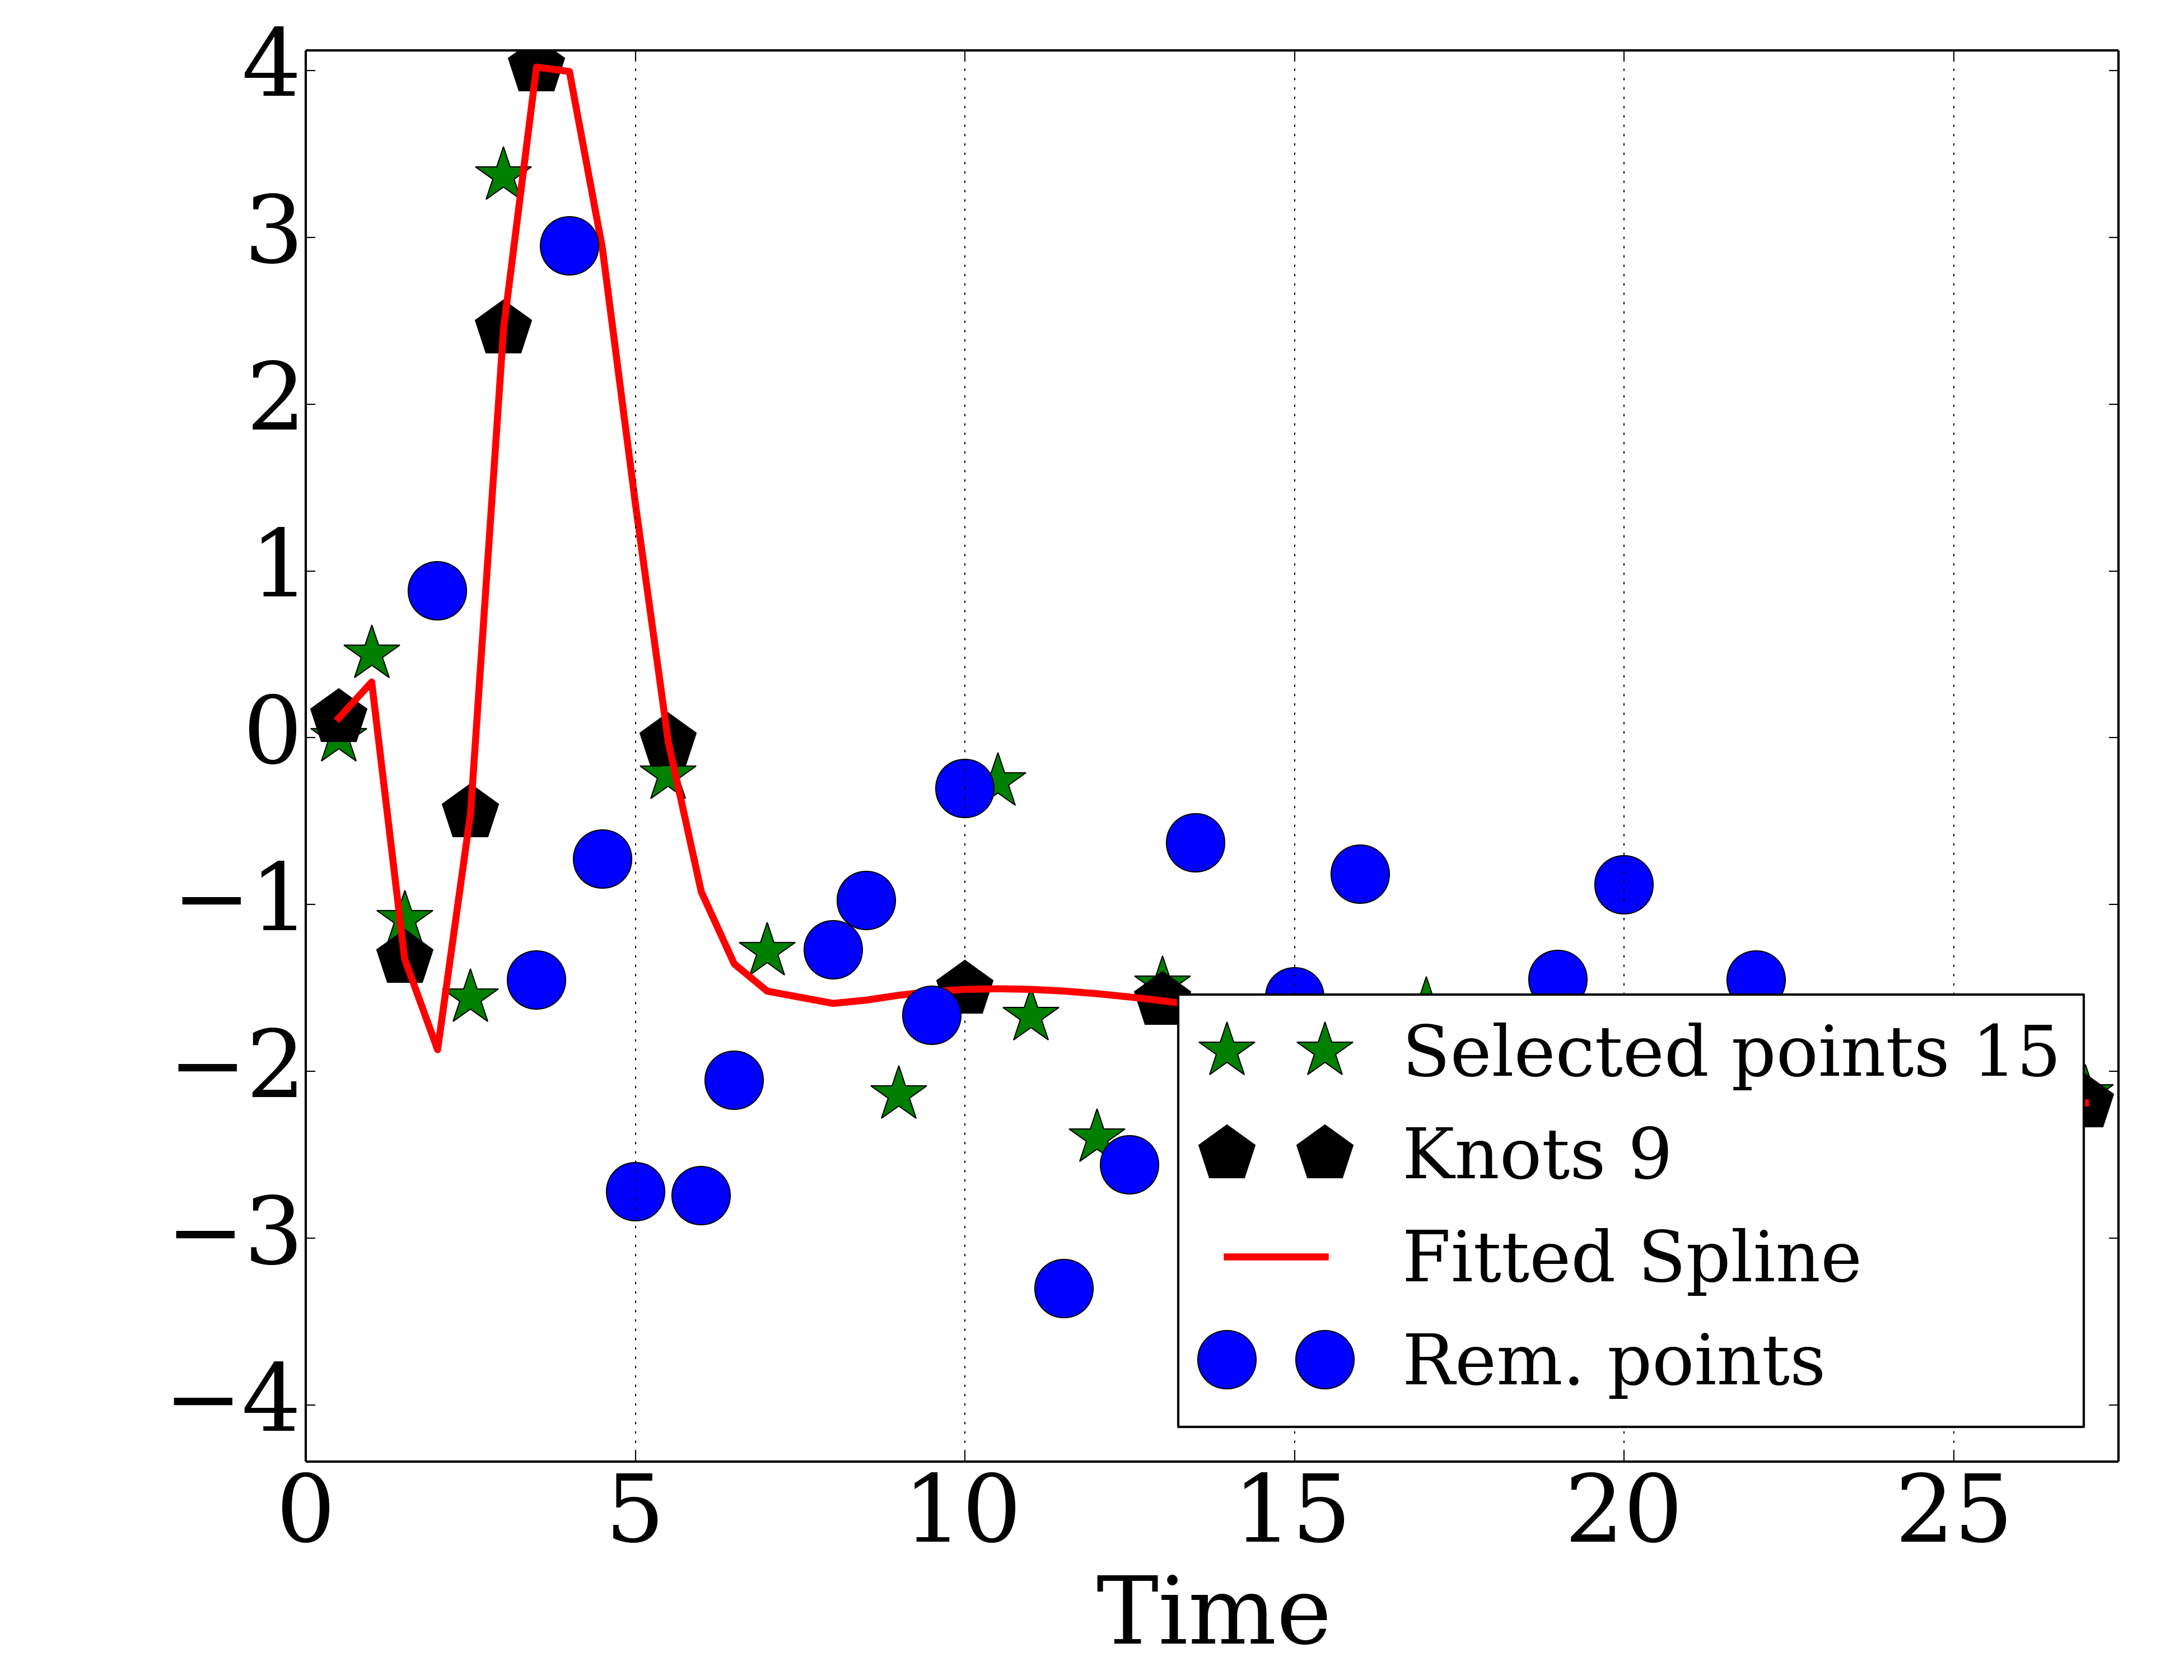 4
3
2
1
0
−1
−2
−3
−4
Selected points 15
Knots 9
Fitted Spline
Rem. points
0 5 10 15 20 25
Time